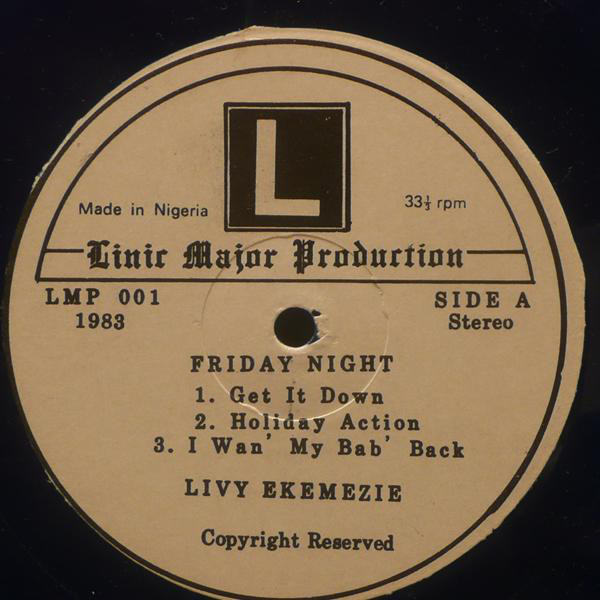 L
Made in Nigeria
33⅓ rpm
Linic Major Production
LMP 001
SIDE A
1983
Stereo
FRIDAY NIGHT
1. Get It Down
2. Holiday Action
3. I Wan' My Bab' Back
LIVY EKEMEZIE
Copyright Reserved